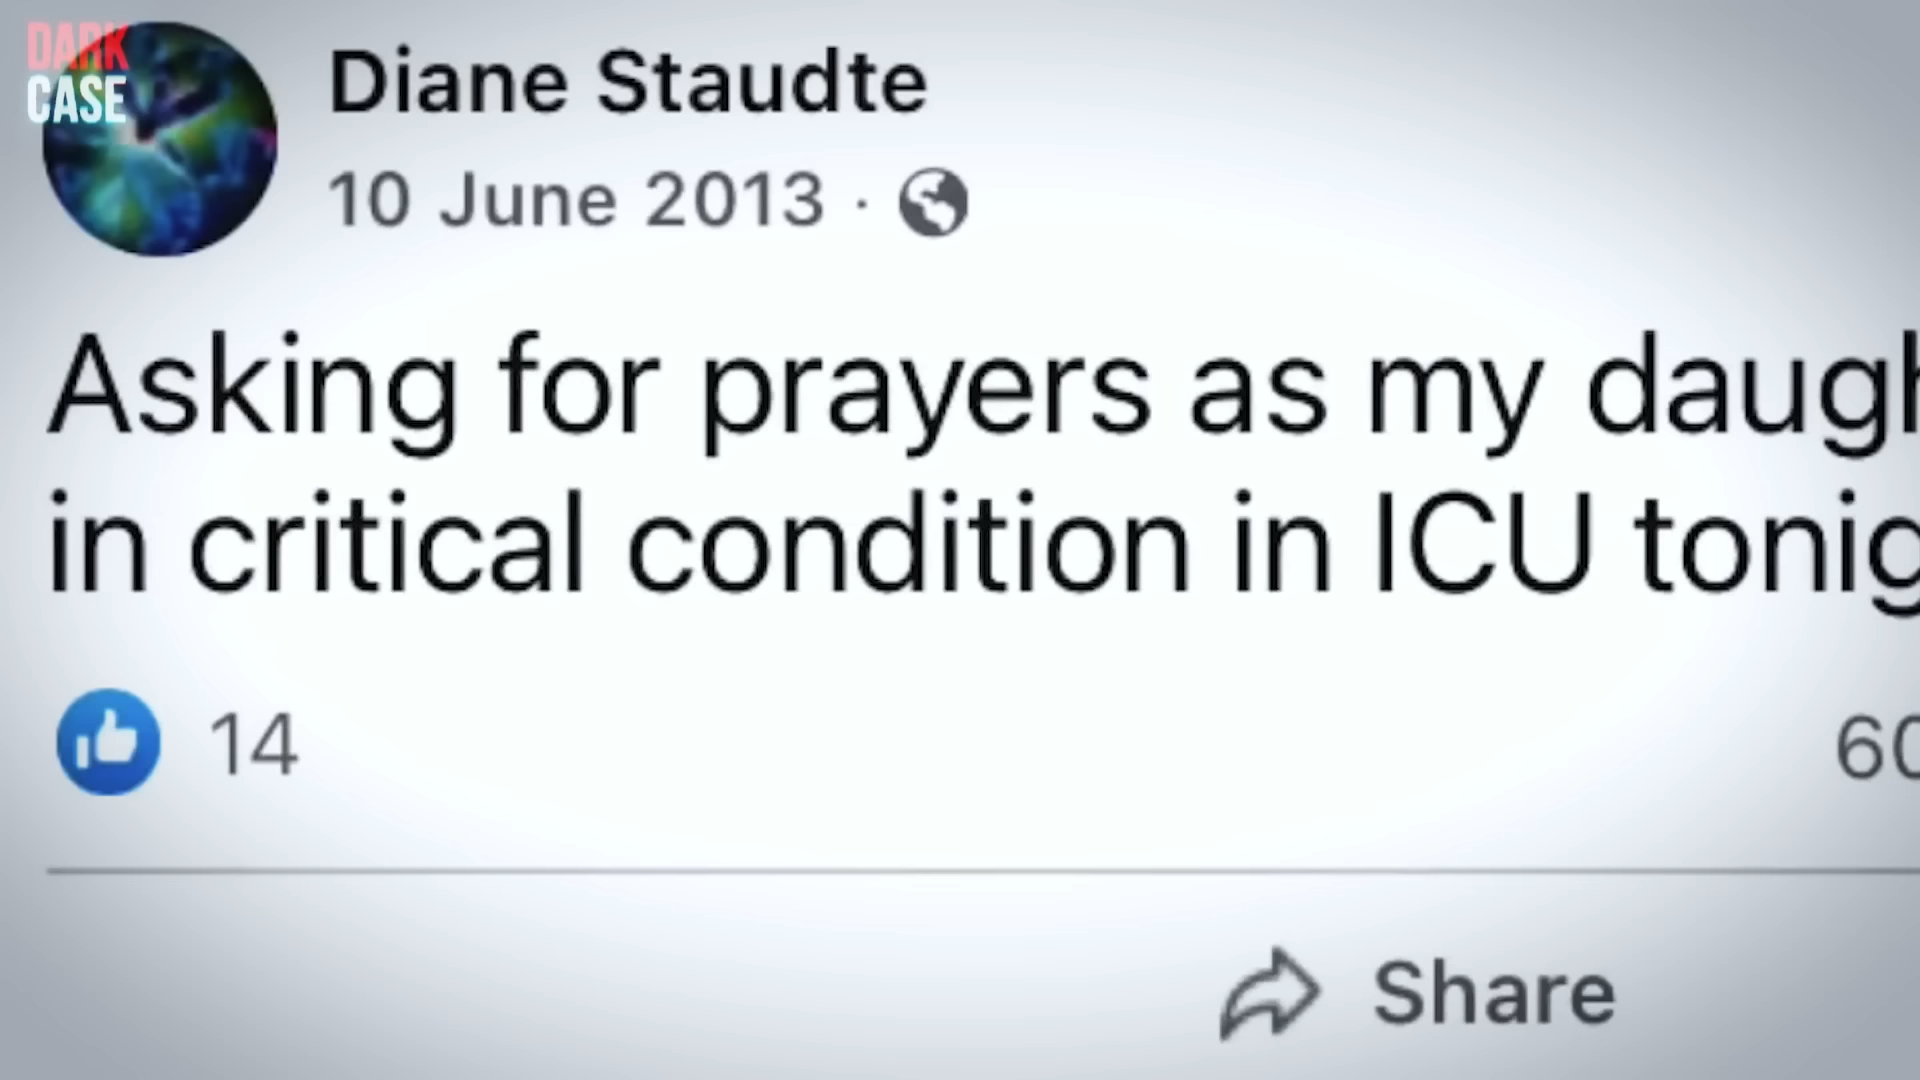 DARK
CASE
Diane Staudte
10 June 2013 ·
Asking for prayers as my daugh
in critical condition in ICU tonig
14
60
Share